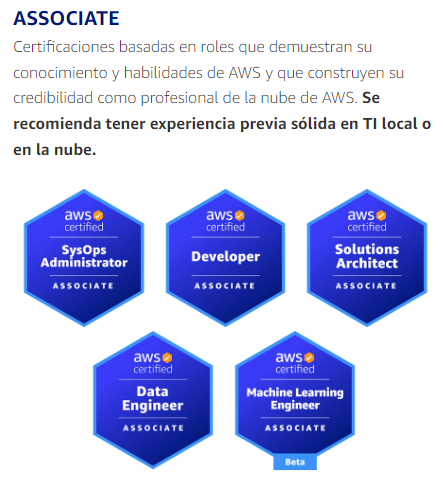 ASSOCIATE
Certificaciones basadas en roles que demuestran su
conocimiento y habilidades de AWS y que construyen su
credibilidad como profesional de la nube de AWS. Se
recomienda tener experiencia previa sólida en TI local o
en la nube.
aws
certified
SysOps
Administrator
ASSOCIATE
aws
certified
Developer
ASSOCIATE
aws
certified
Solutions
Architect
ASSOCIATE
aws
certified
Data
Engineer
ASSOCIATE
aws
certified
Machine Learning
Engineer
ASSOCIATE
Beta